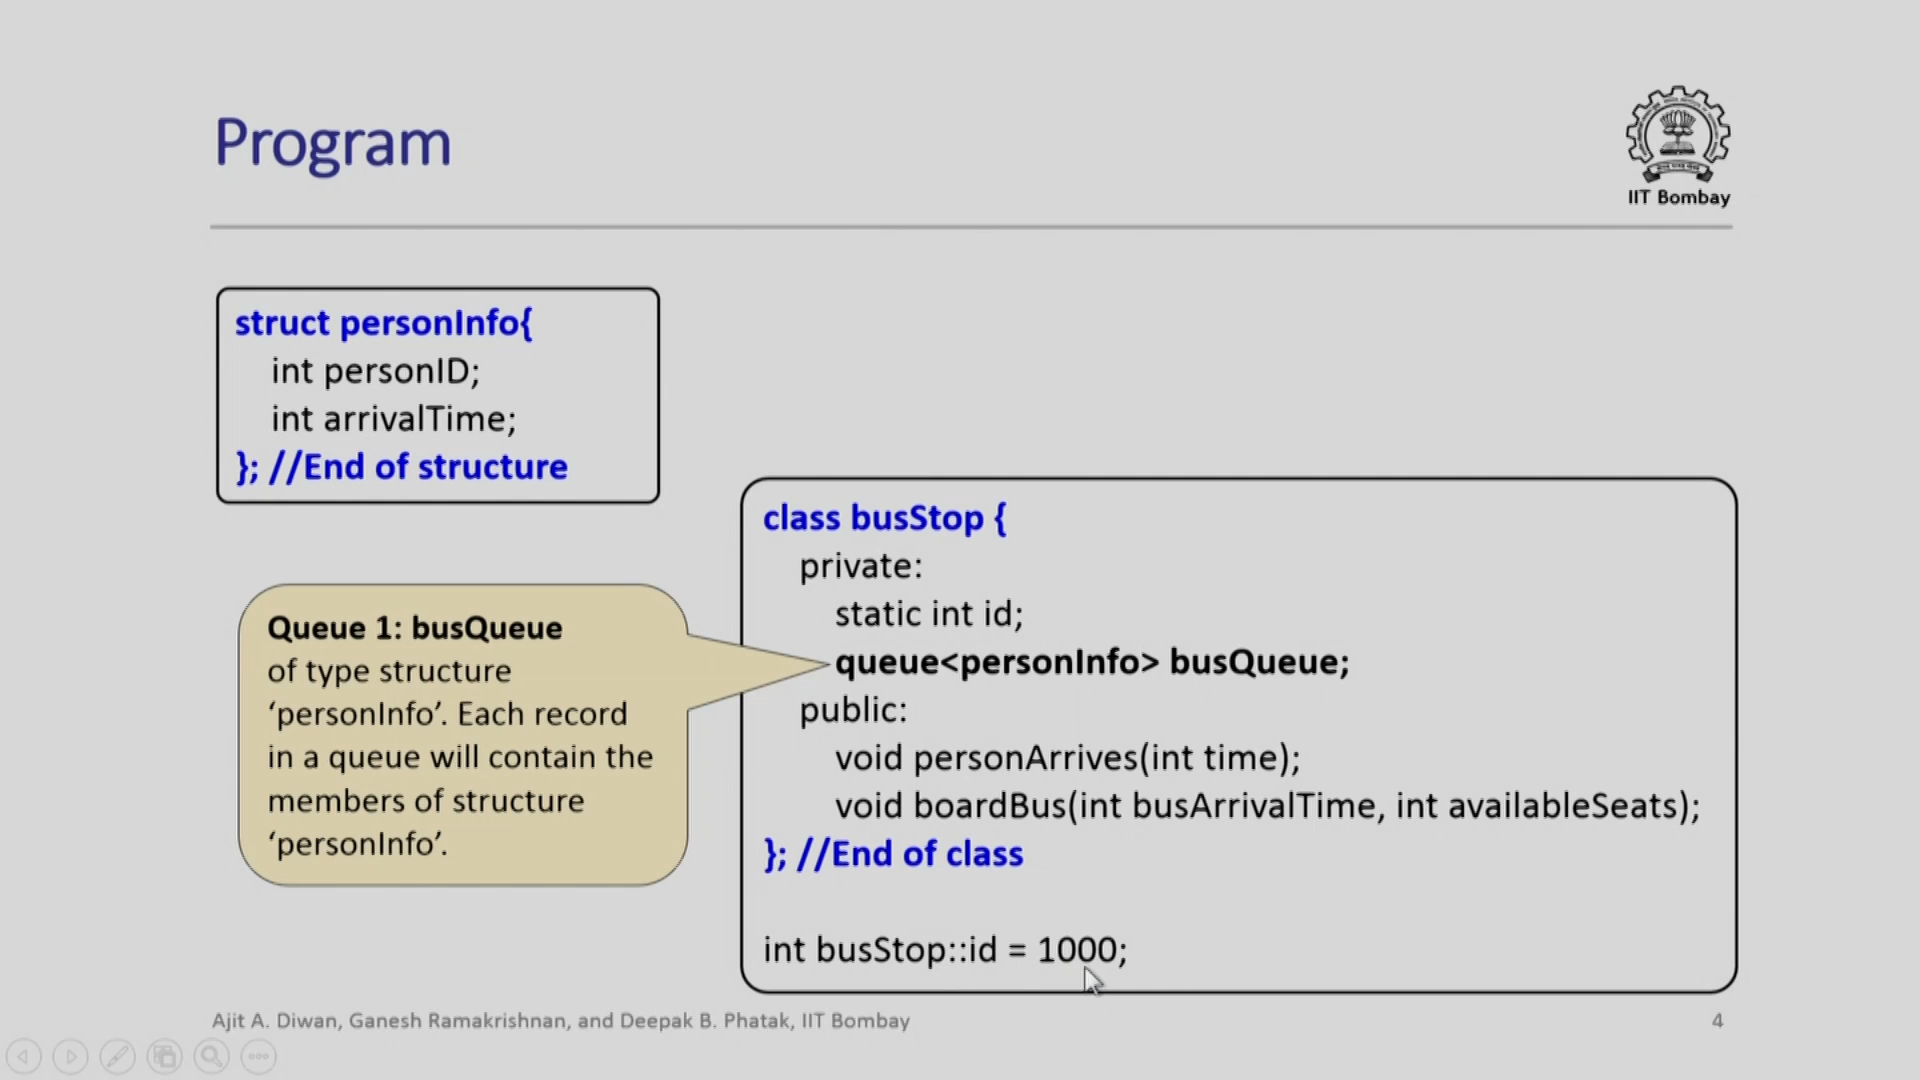 Program
IIT Bombay
struct personInfo{
int personID;
int arrivalTime;
}; //End of structure
Queue 1: busQueue
of type structure
‘personInfo’. Each record
in a queue will contain the
members of structure
‘personInfo’.
class busStop {
private:
static int id;
queue<personInfo> busQueue;
public:
void personArrives(int time);
void boardBus(int busArrivalTime, int availableSeats);
}; //End of class
int busStop::id = 1000;
Ajit A. Diwan, Ganesh Ramakrishnan, and Deepak B. Phatak, IIT Bombay
4